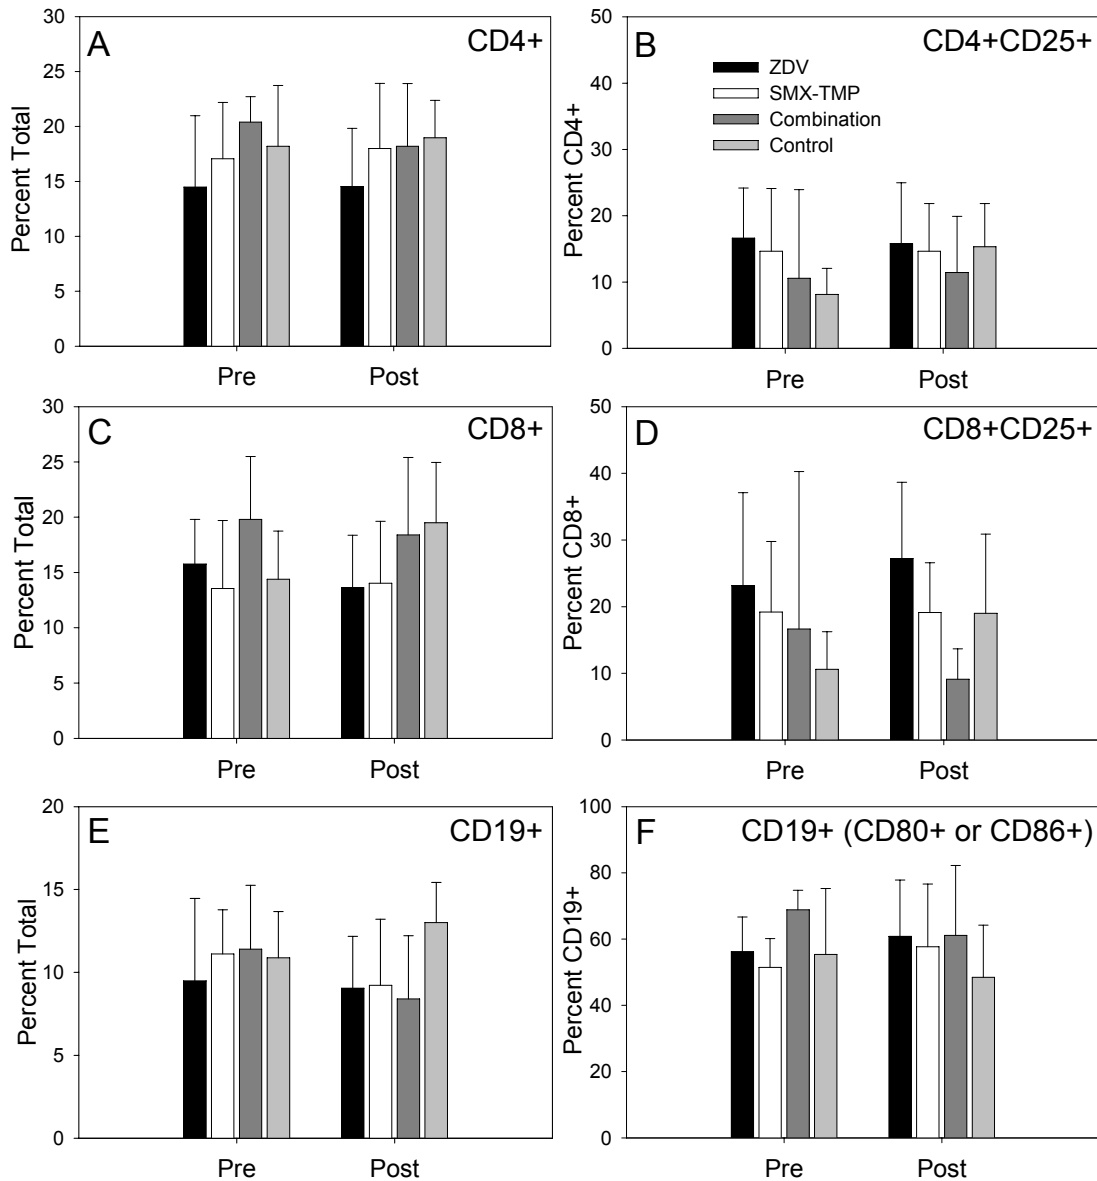 A CD4+
30
25
20
15
10
5
0
Percent Total
Pre Post
B CD4+CD25+
ZDV
SMX-TMP
Combination
Control
50
40
30
20
10
0
Percent CD4+
Pre Post
C CD8+
30
25
20
15
10
5
0
Percent Total
Pre Post
D CD8+CD25+
50
40
30
20
10
0
Percent CD8+
Pre Post
E CD19+
20
15
10
5
0
Percent Total
Pre Post
F CD19+ (CD80+ or CD86+)
100
80
60
40
20
0
Percent CD19+
Pre Post